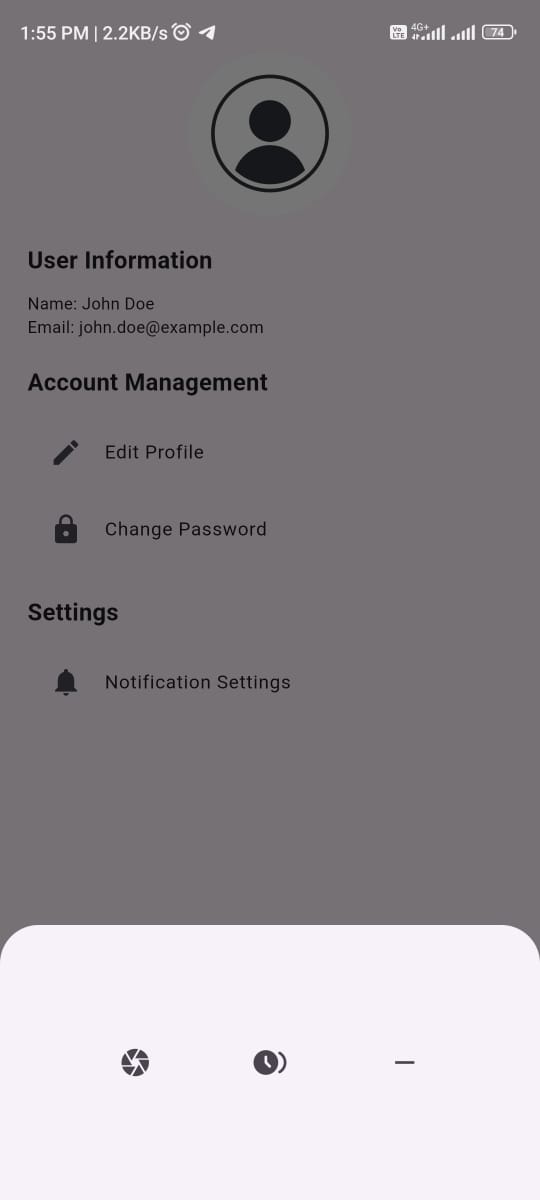 1:55 PM | 2.2KB/s
Vo LTE 4G+ 74
User Information
Name: John Doe
Email: john.doe@example.com
Account Management
Edit Profile
Change Password
Settings
Notification Settings